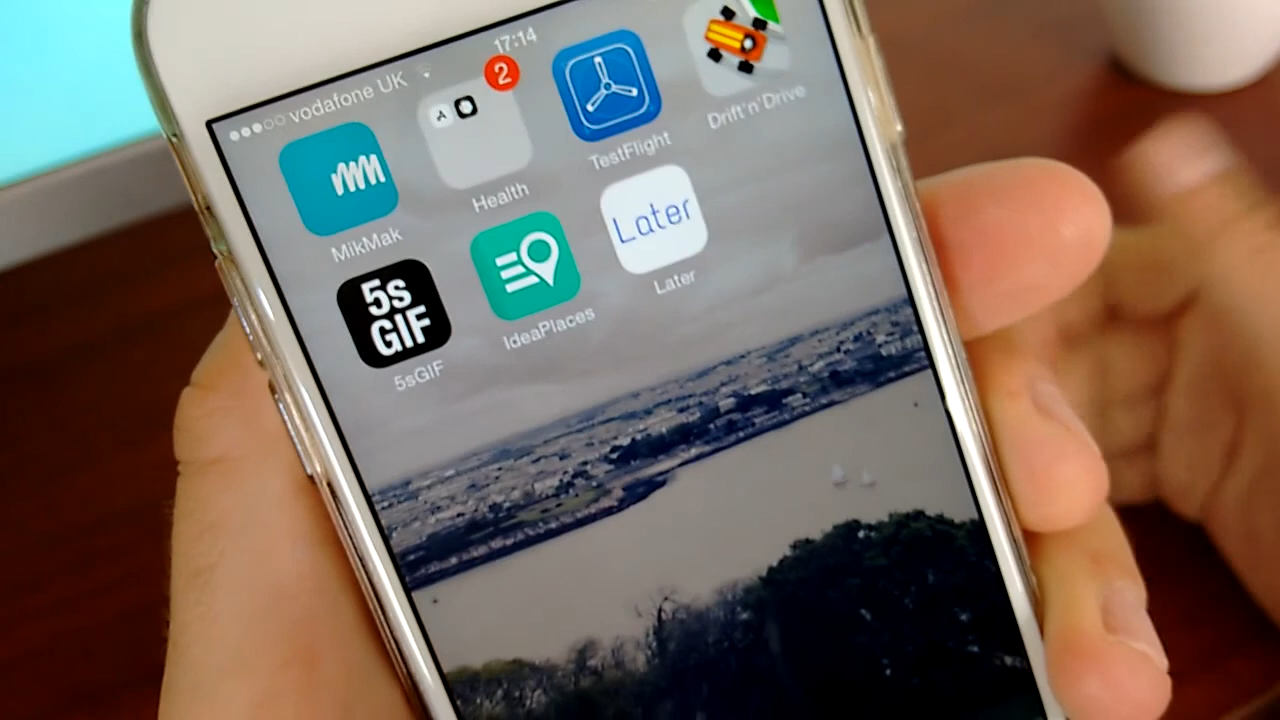 vodafone UK
17:14
2
MikMak
Health
TestFlight
Drift'n'Drive
5s
GIF
5sGIF
IdeaPlaces
Later
Later